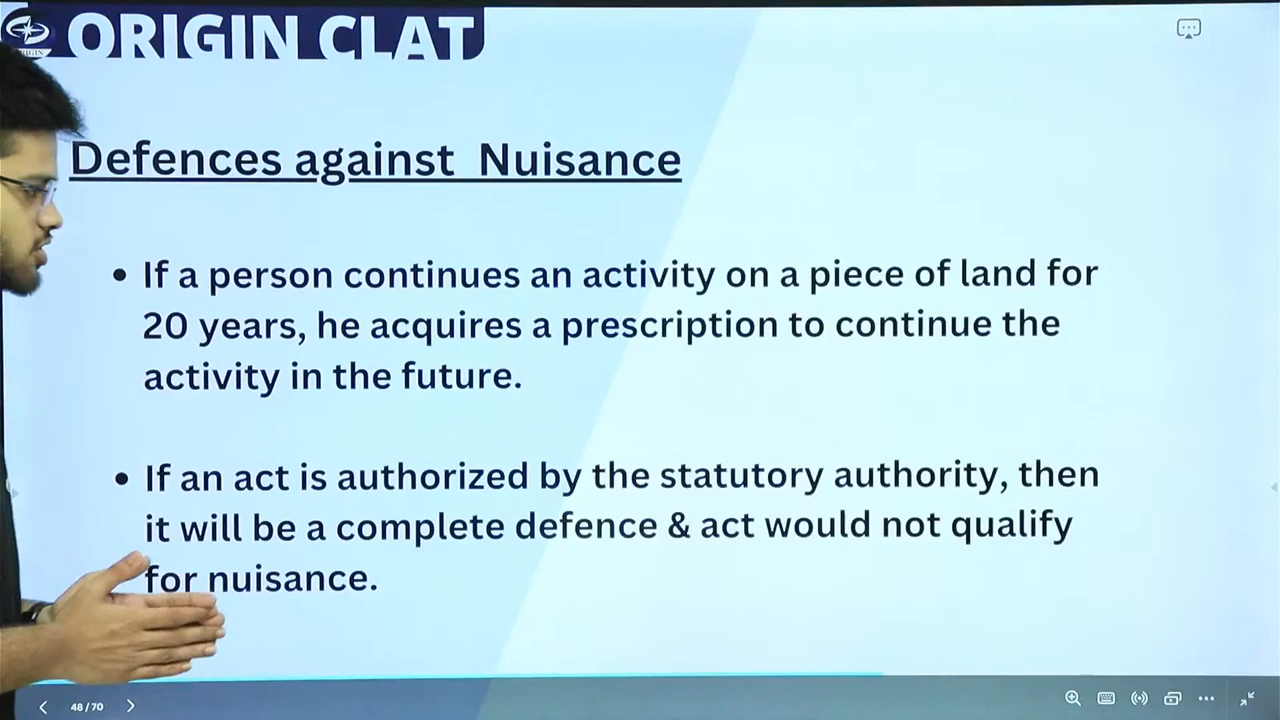 ORIGIN CLAT
Defences against Nuisance
• If a person continues an activity on a piece of land for
20 years, he acquires a prescription to continue the
activity in the future.
• If an act is authorized by the statutory authority, then
it will be a complete defence & act would not qualify
for nuisance.
48/70